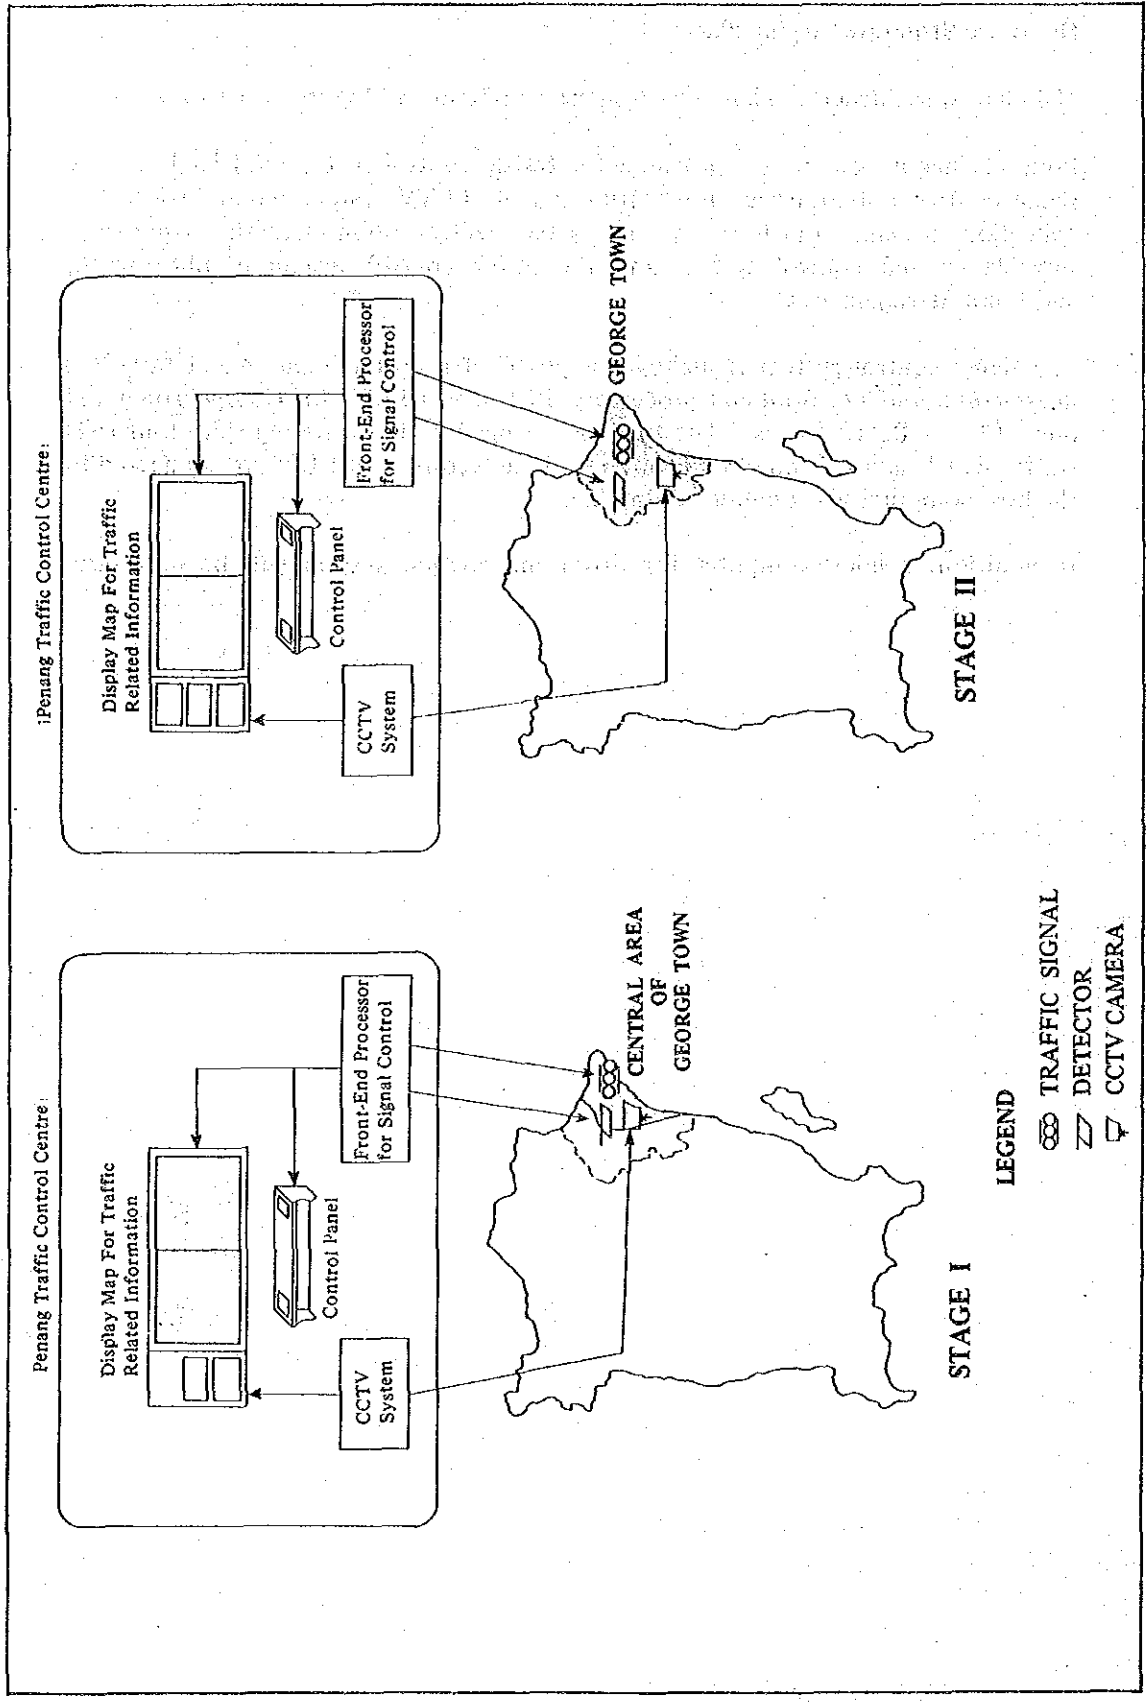 Penang Traffic Control Centre
Display Map For Traffic
Related Information
Control Panel
CCTV
System
Front-End Processor
for Signal Control
CENTRAL AREA
OF
GEORGE TOWN
STAGE I
Penang Traffic Control Centre
Display Map For Traffic
Related Information
Control Panel
CCTV
System
Front-End Processor
for Signal Control
GEORGE TOWN
STAGE II
LEGEND
TRAFFIC SIGNAL
DETECTOR
CCTV CAMERA